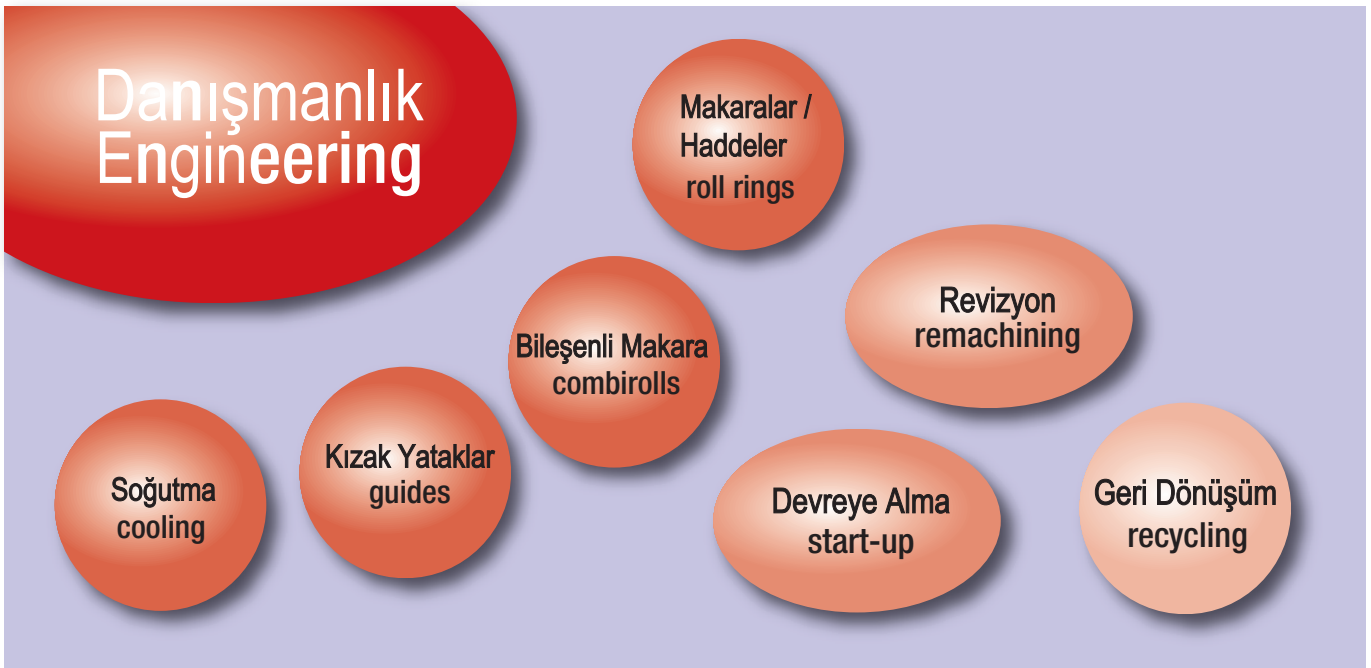 Danışmanlık
Engineering
Makaralar /
Haddeler
roll rings
Revizyon
remachining
Bileşenli Makara
combirolls
Kızak Yataklar
guides
Soğutma
cooling
Devreye Alma
start-up
Geri Dönüşüm
recycling